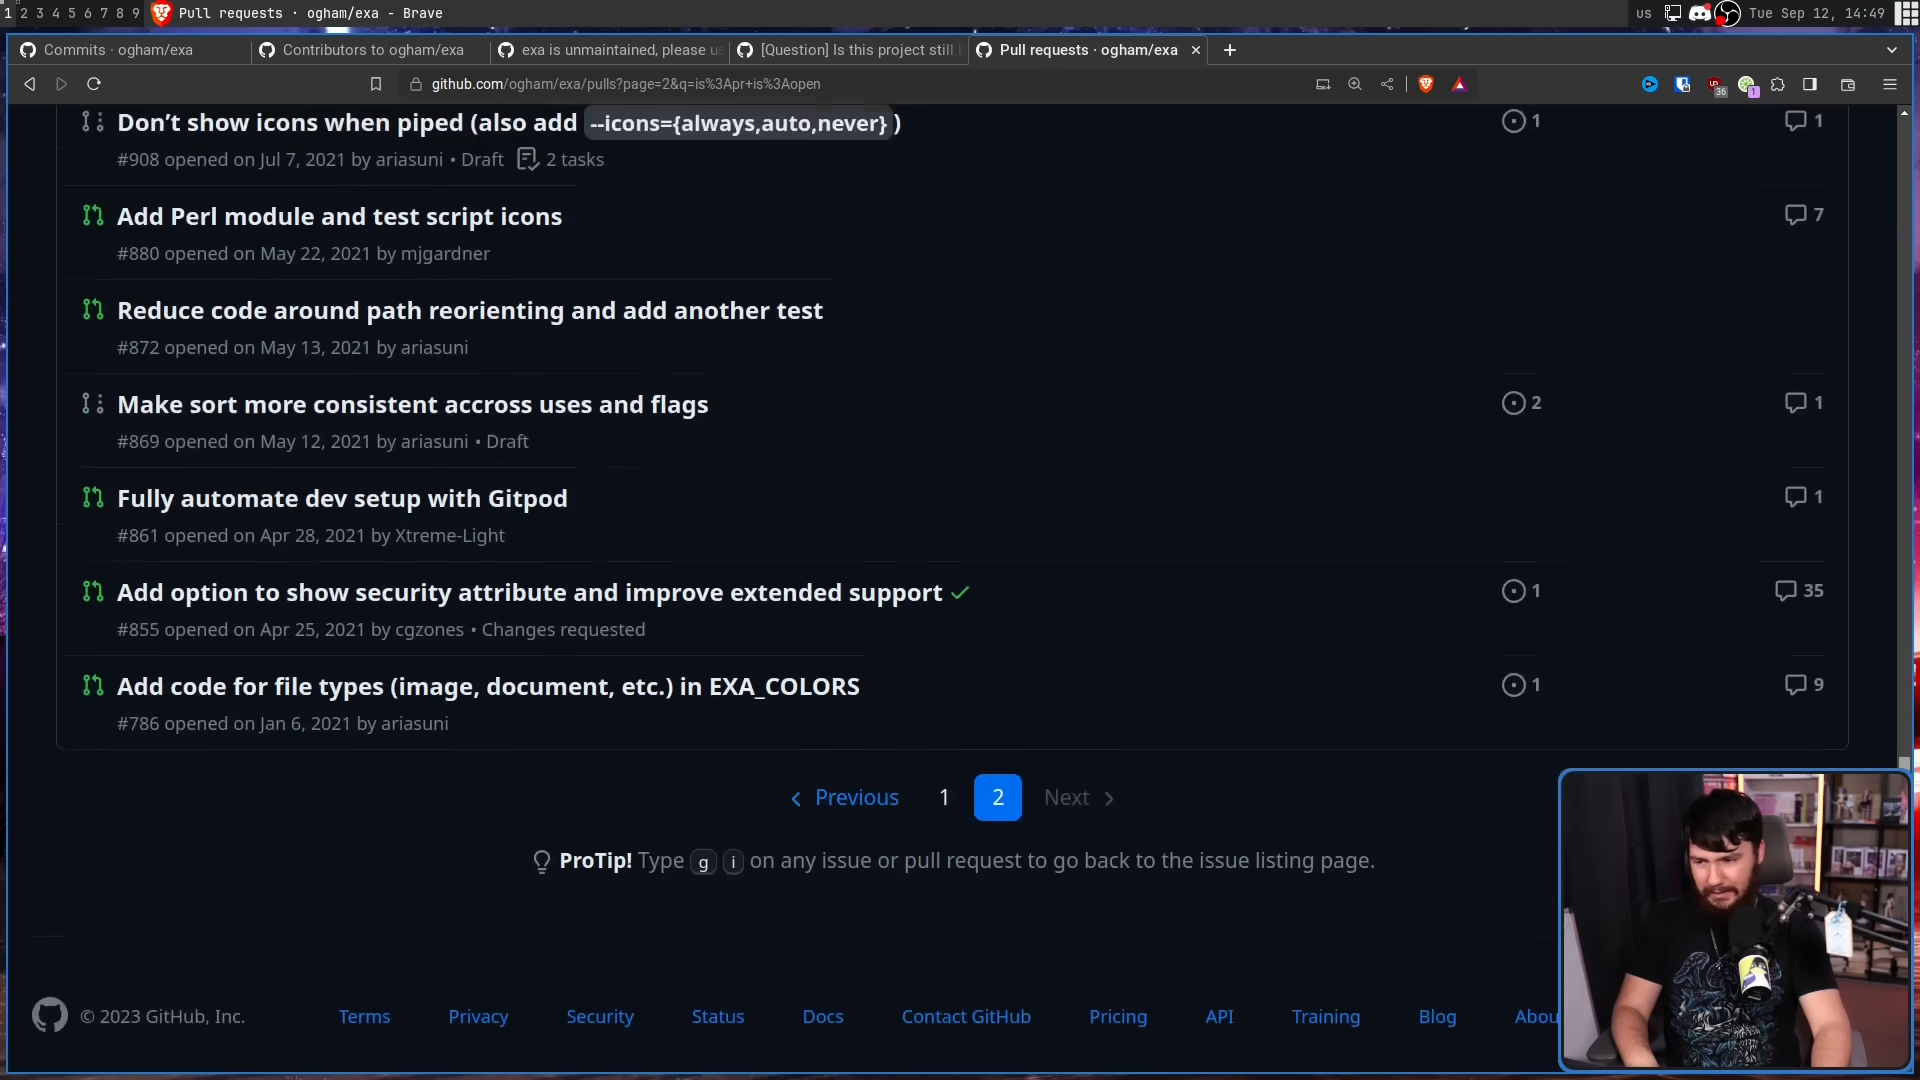 1 2 3 4 5 6 7 8 9 Pull requests · ogham/exa - Brave
us Tue Sep 12, 14:49
Commits · ogham/exa
Contributors to ogham/exa
exa is unmaintained, please us
[Question] Is this project still
Pull requests · ogham/exa
github.com/ogham/exa/pulls?page=2&q=is%3Apr+is%3Aopen
36
1
Don’t show icons when piped (also add --icons={always,auto,never} ) 1 1
#908 opened on Jul 7, 2021 by ariasuni • Draft 2 tasks
Add Perl module and test script icons 7
#880 opened on May 22, 2021 by mjgardner
Reduce code around path reorienting and add another test
#872 opened on May 13, 2021 by ariasuni
Make sort more consistent accross uses and flags 2 1
#869 opened on May 12, 2021 by ariasuni • Draft
Fully automate dev setup with Gitpod 1
#861 opened on Apr 28, 2021 by Xtreme-Light
Add option to show security attribute and improve extended support 1 35
#855 opened on Apr 25, 2021 by cgzones • Changes requested
Add code for file types (image, document, etc.) in EXA_COLORS 1 9
#786 opened on Jan 6, 2021 by ariasuni
Previous 1 2 Next
ProTip! Type g i on any issue or pull request to go back to the issue listing page.
© 2023 GitHub, Inc. Terms Privacy Security Status Docs Contact GitHub Pricing API Training Blog Abou